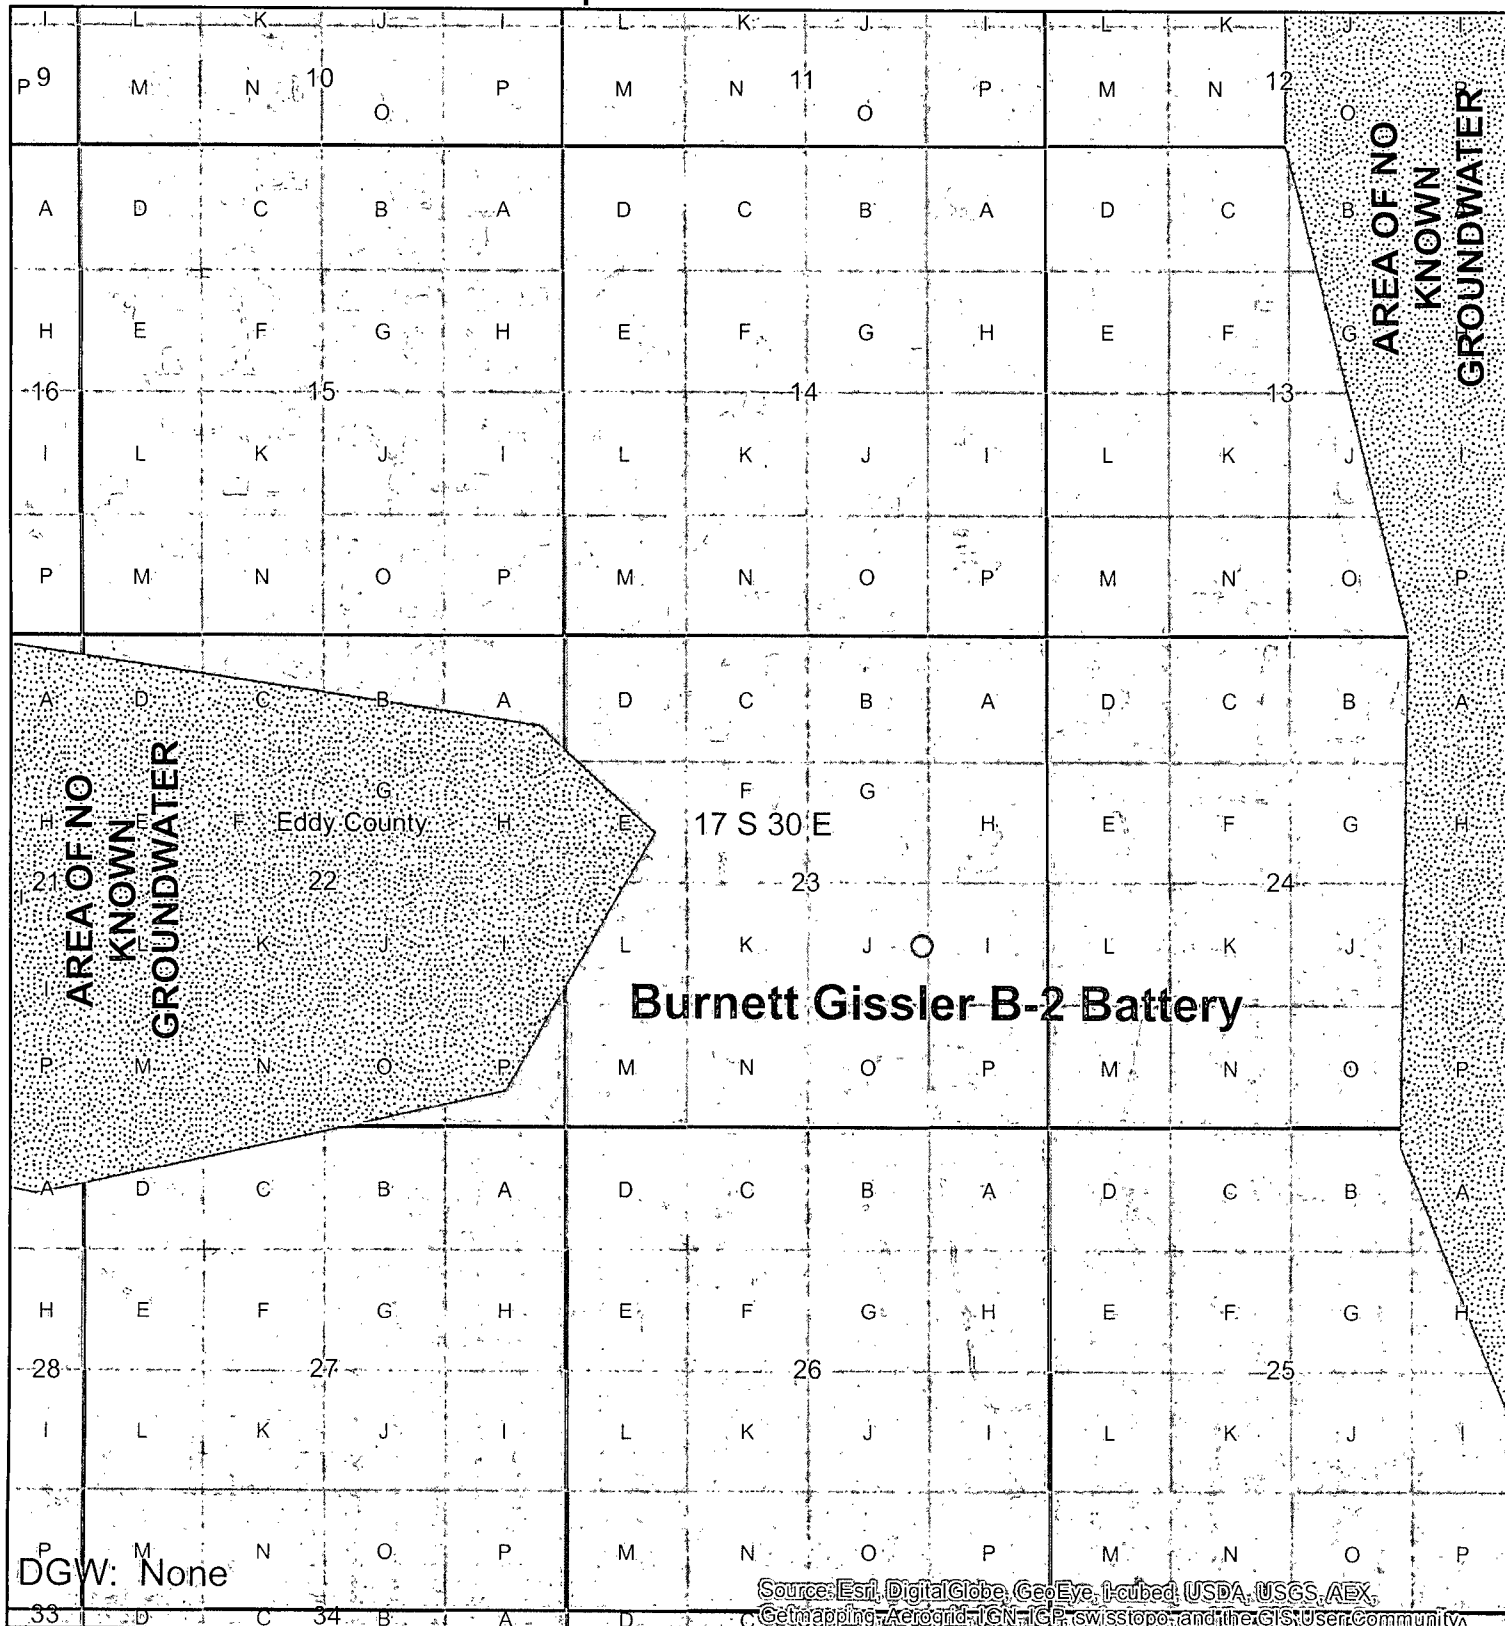 I L K J I L K J I L K J I
P 9 M N 10 O P M N 11 O P M N 12 O P
A D C B A D C B A D C B A
H E F G H E F G H E F G H
16 15 14 13
I L K J I L K J I L K J I
P M N O P M N O P M N O P
AREA OF NO
KNOWN
GROUNDWATER
A D C B A D C B A D C B A
G F G
H E F Eddy County H E 17 S 30 E H E F G H
21 22 23 24
I L K J I L K J I L K J I
I
AREA OF NO
KNOWN
GROUNDWATER
Burnett Gissler B-2 Battery
P M N O P M N O P M N O P
A D C B A D C B A D C B A
H E F G H E F G H E F G H
28 27 26 25
I L K J I L K J I L K J I
P M N O P M N O P M N O P
DGW: None
Source: Esri, DigitalGlobe, GeoEye, i-cubed, USDA, USGS, AEX,
Getmapping, Aerogrid, IGN, IGP, swisstopo, and the GIS User Community
33 D C 34 B A D C A